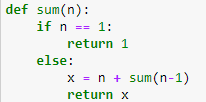 def sum(n):
    if n == 1:
        return 1
    else:
        x = n + sum(n-1)
        return x